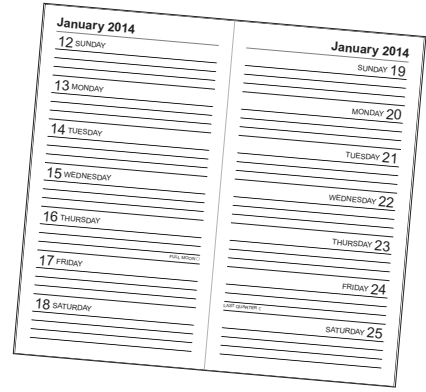 January 2014
12 SUNDAY
13 MONDAY
14 TUESDAY
15 WEDNESDAY
16 THURSDAY
FULL MOON
17 FRIDAY
18 SATURDAY
January 2014
SUNDAY 19
MONDAY 20
TUESDAY 21
WEDNESDAY 22
THURSDAY 23
FRIDAY 24
LAST QUARTER
SATURDAY 25